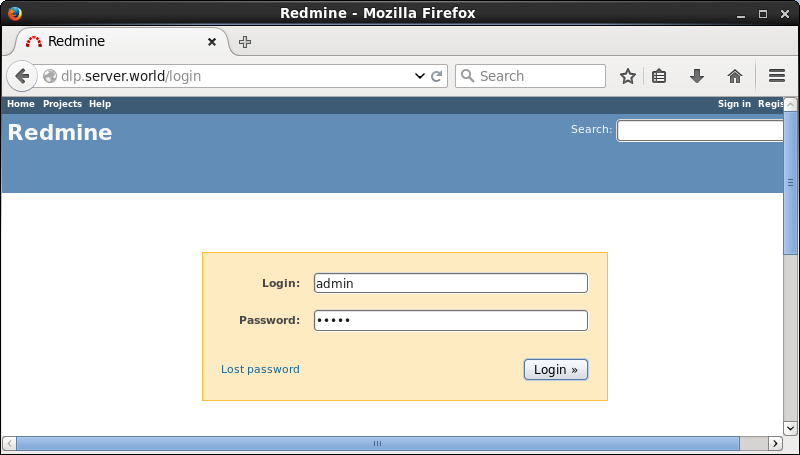 Redmine - Mozilla Firefox
Redmine
dlp.server.world/login
Search
Home Projects Help
Sign in Regis
Redmine
Search:
Login: admin
Password: •••••
Lost password
Login »